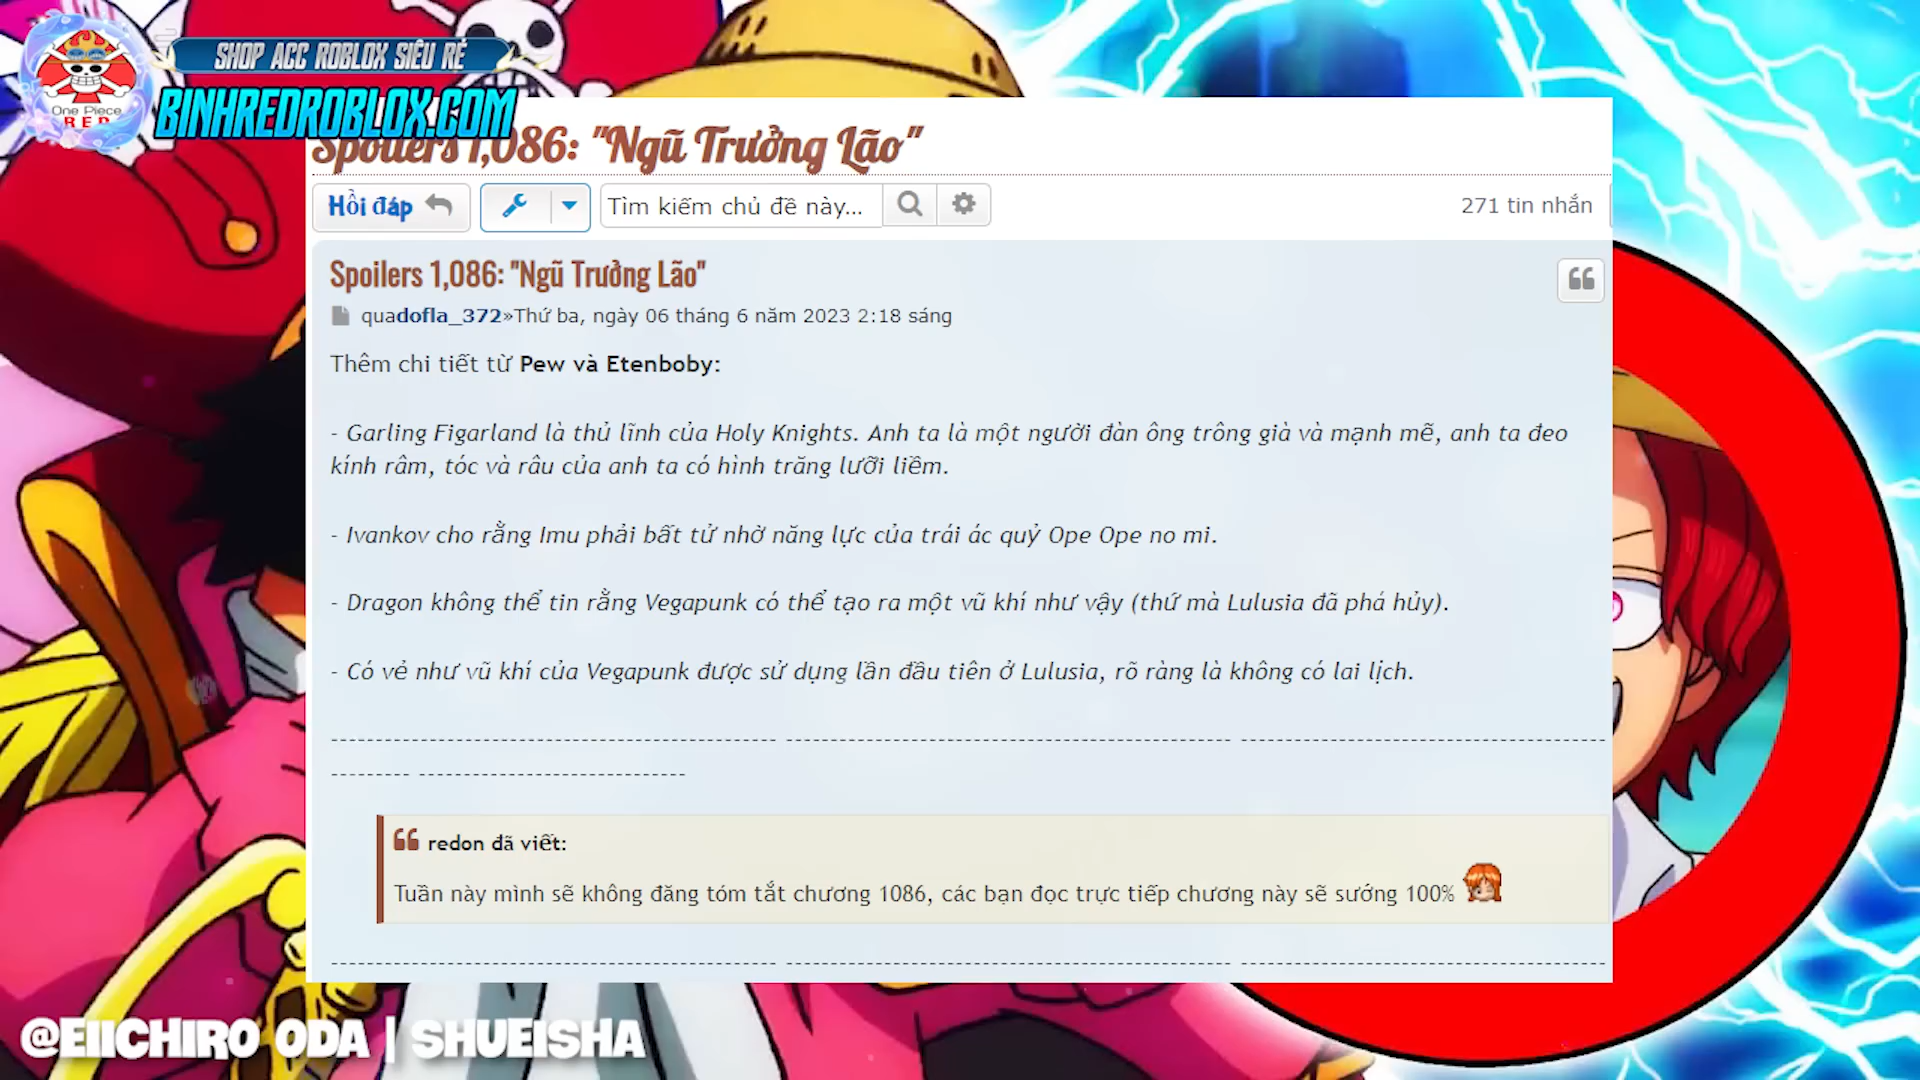 SHOP ACC ROBLOX SIÊU RẺ
One Piece
RED
BINHREDROBLOX.COM
Spoilers 1,086: "Ngũ Trưởng Lão"
Hồi đáp
Tìm kiếm chủ đề này...
271 tin nhắn
Spoilers 1,086: "Ngũ Trưởng Lão"
quadofla_372»Thứ ba, ngày 06 tháng 6 năm 2023 2:18 sáng
Thêm chi tiết từ Pew và Etenboby:
- Garling Figarland là thủ lĩnh của Holy Knights. Anh ta là một người đàn ông trông già và mạnh mẽ, anh ta đeo
kính râm, tóc và râu của anh ta có hình trăng lưỡi liềm.
- Ivankov cho rằng Imu phải bất tử nhờ năng lực của trái ác quỷ Ope Ope no mi.
- Dragon không thể tin rằng Vegapunk có thể tạo ra một vũ khí như vậy (thứ mà Lulusia đã phá hủy).
- Có vẻ như vũ khí của Vegapunk được sử dụng lần đầu tiên ở Lulusia, rõ ràng là không có lai lịch.
redon đã viết:
Tuần này mình sẽ không đăng tóm tắt chương 1086, các bạn đọc trực tiếp chương này sẽ sướng 100%
@EIICHIRO ODA | SHUEISHA